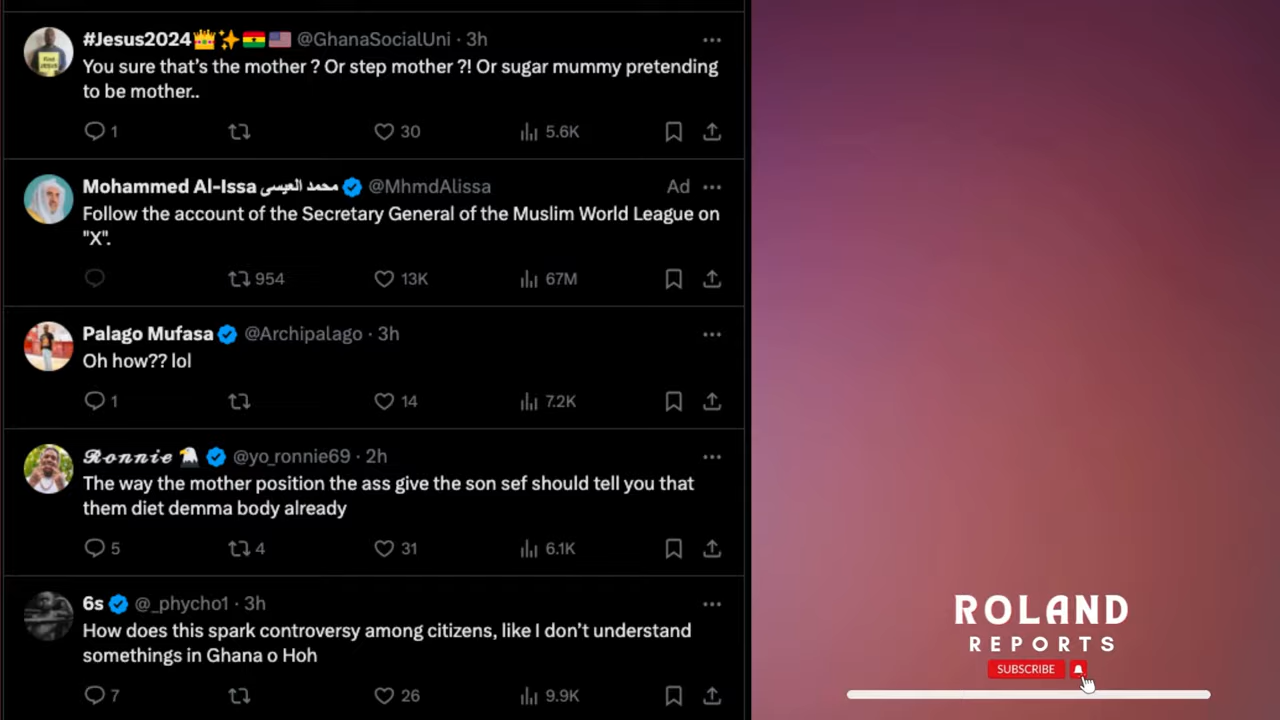 #Jesus2024👑✨🇬🇭🇺🇸 @GhanaSocialUni · 3h
You sure that's the mother ? Or step mother ?! Or sugar mummy pretending
to be mother..
1 30 5.6K
Mohammed Al-Issa محمد العيسى @MhmdAlissa Ad
Follow the account of the Secretary General of the Muslim World League on
"X".
954 13K 67M
Palago Mufasa @Archipalago · 3h
Oh how?? lol
1 14 7.2K
𝓡𝓸𝓷𝓷𝓲𝓮 🦅 @yo_ronnie69 · 2h
The way the mother position the ass give the son sef should tell you that
them diet demma body already
5 4 31 6.1K
6s @_phycho1 · 3h
How does this spark controversy among citizens, like I don't understand
somethings in Ghana o Hoh
7 26 9.9K
ROLAND
REPORTS
SUBSCRIBE